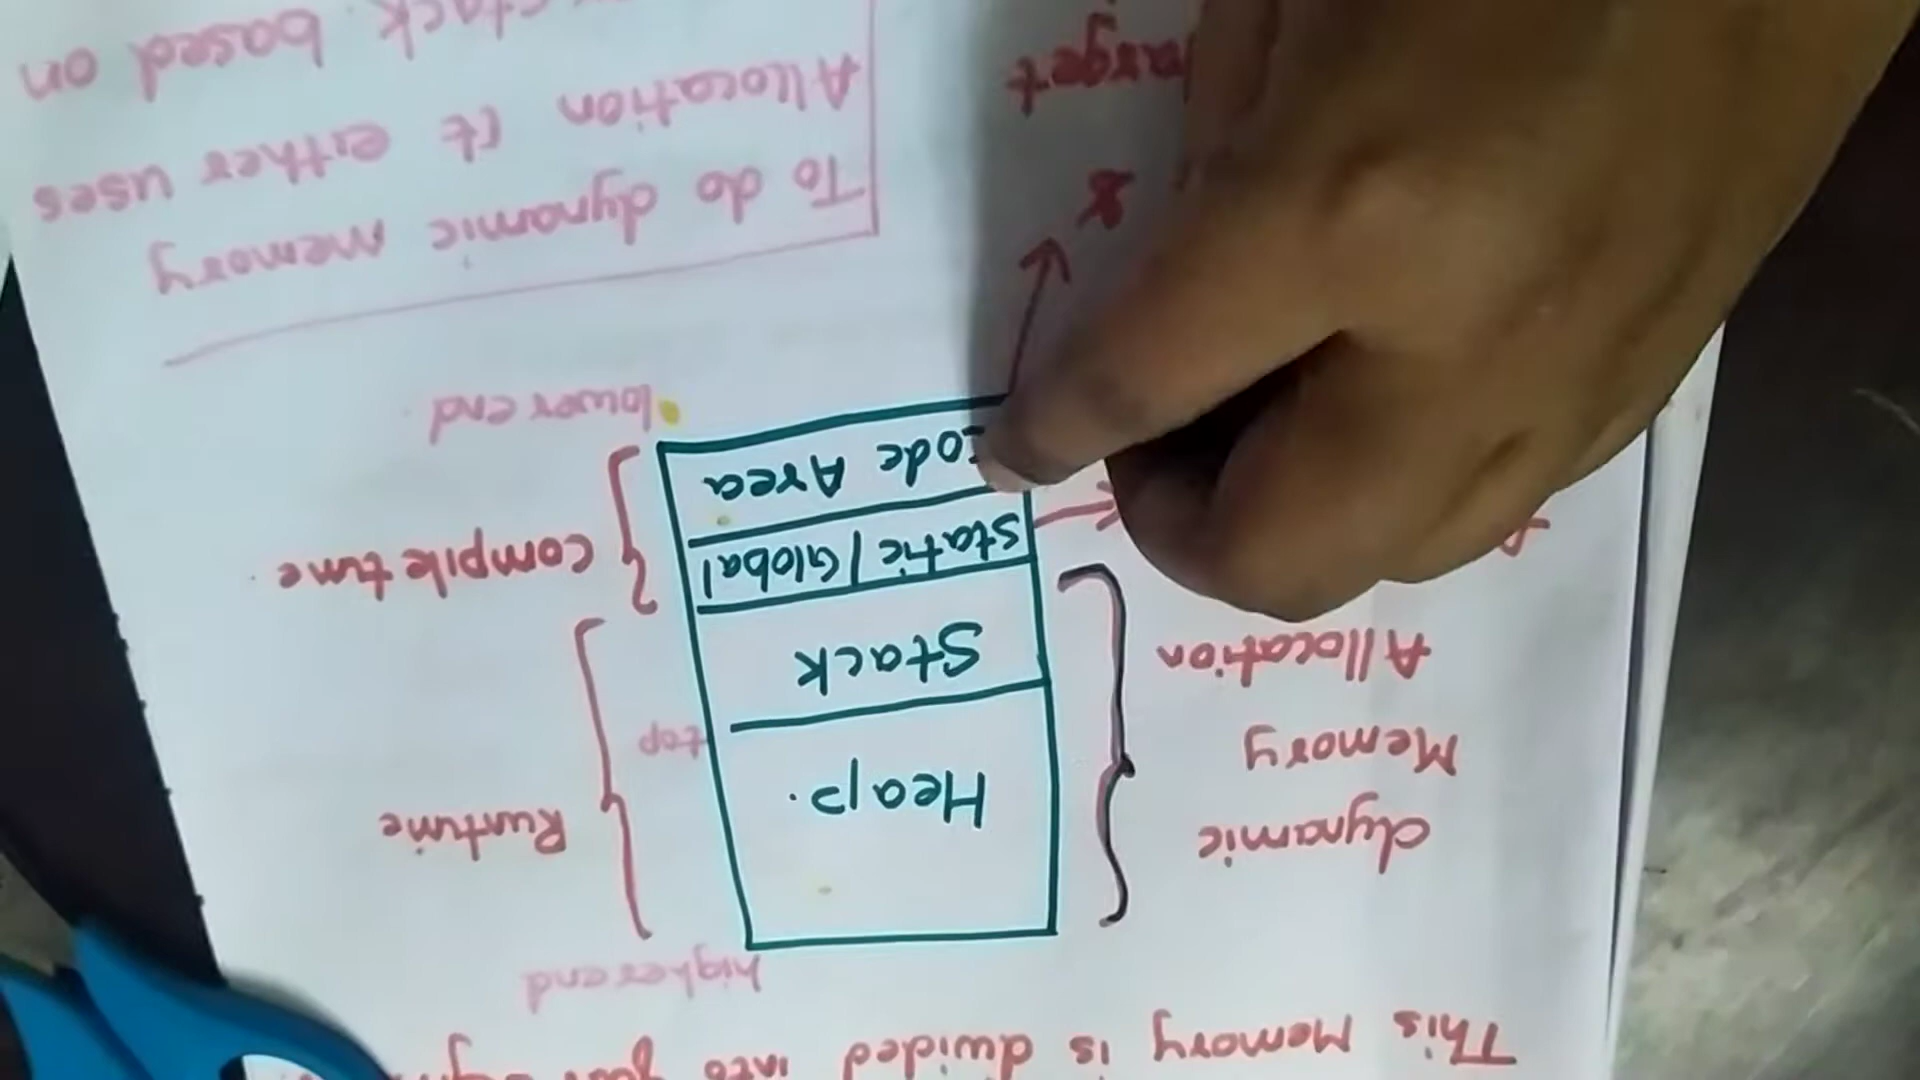 This Memory is divided into four
higher end
Heap.
top
Stack
Static/Global
Code Area
lower end
Runtime
Compile time
dynamic
Memory
Allocation
To do dynamic memory
Allocation it either uses
stack based on